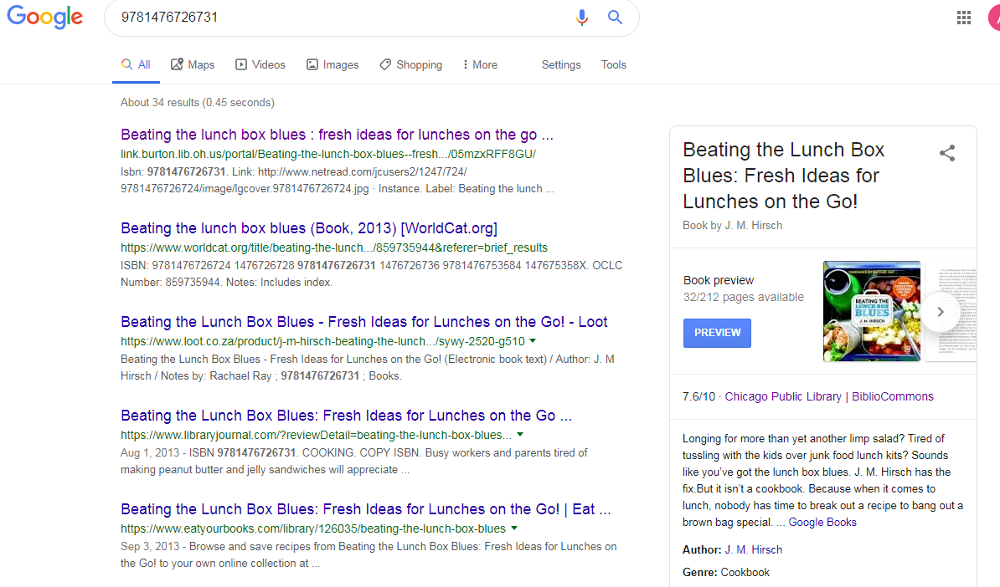 Google
9781476726731
All Maps Videos Images Shopping More Settings Tools
About 34 results (0.45 seconds)
Beating the lunch box blues : fresh ideas for lunches on the go ...
link.burton.lib.oh.us/portal/Beating-the-lunch-box-blues--fresh.../05mzxRFF8GU/
Isbn: 9781476726731. Link: http://www.netread.com/jcusers2/1247/724/
9781476726724/image/lgcover.9781476726724.jpg · Instance. Label: Beating the lunch ...
Beating the lunch box blues (Book, 2013) [WorldCat.org]
https://www.worldcat.org/title/beating-the-lunch.../859735944&referer=brief_results
ISBN: 9781476726724 1476726728 9781476726731 1476726736 9781476753584 147675358X. OCLC
Number: 859735944. Notes: Includes index.
Beating the Lunch Box Blues - Fresh Ideas for Lunches on the Go! - Loot
https://www.loot.co.za/product/j-m-hirsch-beating-the-lunch.../sywy-2520-g510
Beating the Lunch Box Blues - Fresh Ideas for Lunches on the Go! (Electronic book text) / Author: J. M
Hirsch / Notes by: Rachael Ray ; 9781476726731 ; Books.
Beating the Lunch Box Blues: Fresh Ideas for Lunches on the Go ...
https://www.libraryjournal.com/?reviewDetail=beating-the-lunch-box-blues...
Aug 1, 2013 - ISBN 9781476726731. COOKING. COPY ISBN. Busy workers and parents tired of
making peanut butter and jelly sandwiches will appreciate ...
Beating the Lunch Box Blues: Fresh Ideas for Lunches on the Go! | Eat ...
https://www.eatyourbooks.com/library/126035/beating-the-lunch-box-blues
Sep 3, 2013 - Browse and save recipes from Beating the Lunch Box Blues: Fresh Ideas for Lunches on
the Go! to your own online collection at ...
Beating the Lunch Box
Blues: Fresh Ideas for
Lunches on the Go!
Book by J. M. Hirsch
Book preview
32/212 pages available
PREVIEW
FOREWORD BY RACHAEL RAY
FRESH
IDEAS FOR
LUNCHES ON
THE GO!
BEATING THE
LUNCH BOX
BLUES
J. M. HIRSCH
7.6/10 · Chicago Public Library | BiblioCommons
Longing for more than yet another limp salad? Tired of
tussling with the kids over junk food lunch kits? Sounds
like you’ve got the lunch box blues. J. M. Hirsch has the
fix.But it isn’t a cookbook. Because when it comes to
lunch, nobody has time to break out a recipe to bang out a
brown bag special. ... Google Books
Author: J. M. Hirsch
Genre: Cookbook